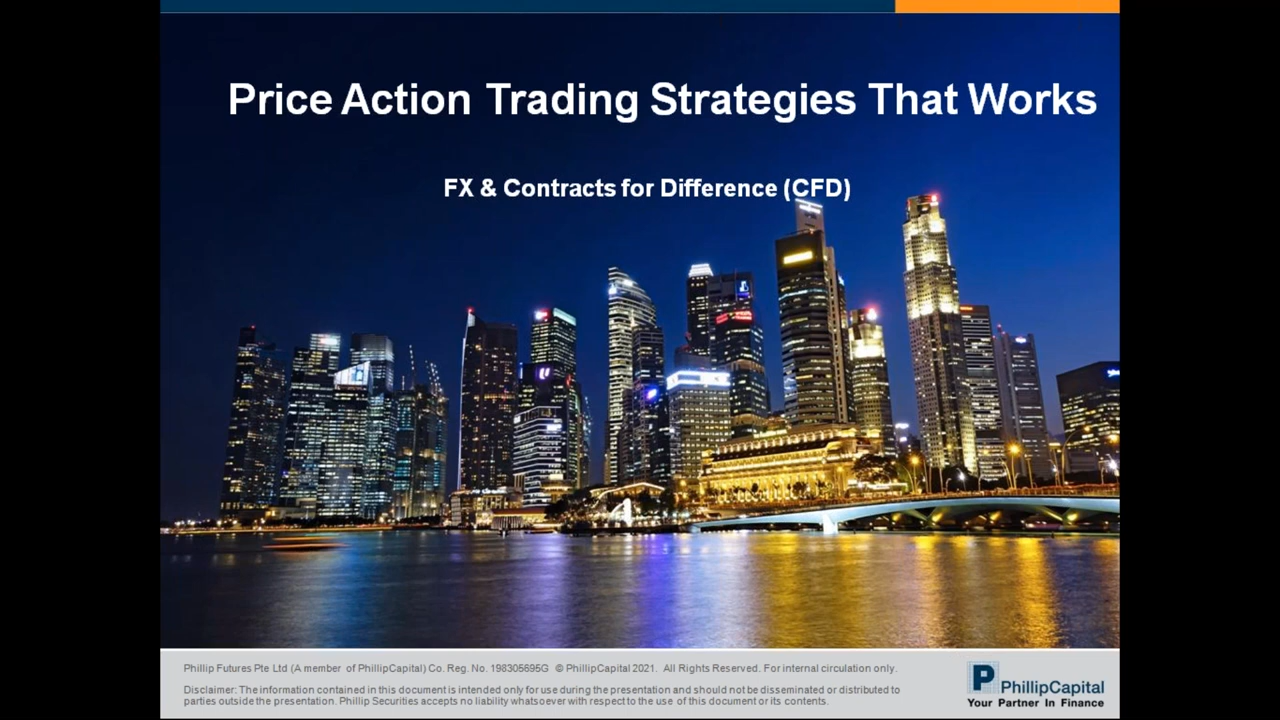 Price Action Trading Strategies That Works
FX & Contracts for Difference (CFD)
Phillip Futures Pte Ltd (A member of PhillipCapital) Co. Reg. No. 198305695G © PhillipCapital 2021. All Rights Reserved. For internal circulation only.
Disclaimer: The information contained in this document is intended only for use during the presentation and should not be disseminated or distributed to
parties outside the presentation. Phillip Securities accepts no liability whatsoever with respect to the use of this document or its contents.
PhillipCapital
Your Partner In Finance